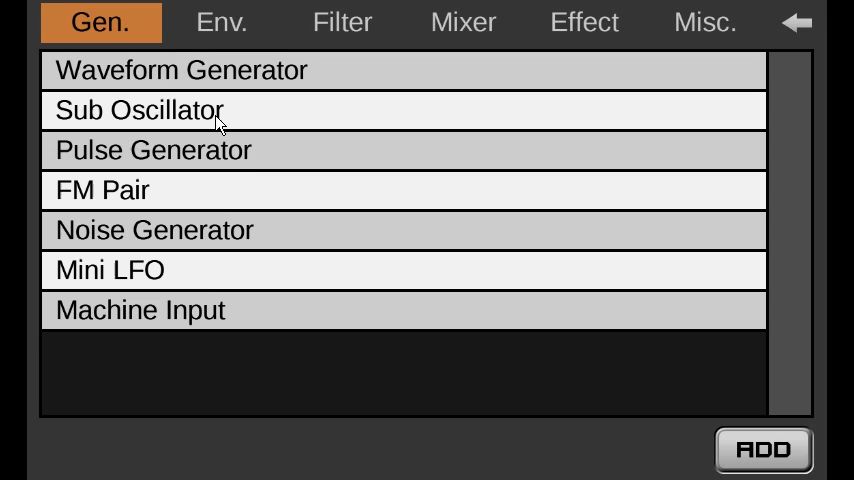 Gen. Env. Filter Mixer Effect Misc.
Waveform Generator
Sub Oscillator
Pulse Generator
FM Pair
Noise Generator
Mini LFO
Machine Input
ADD